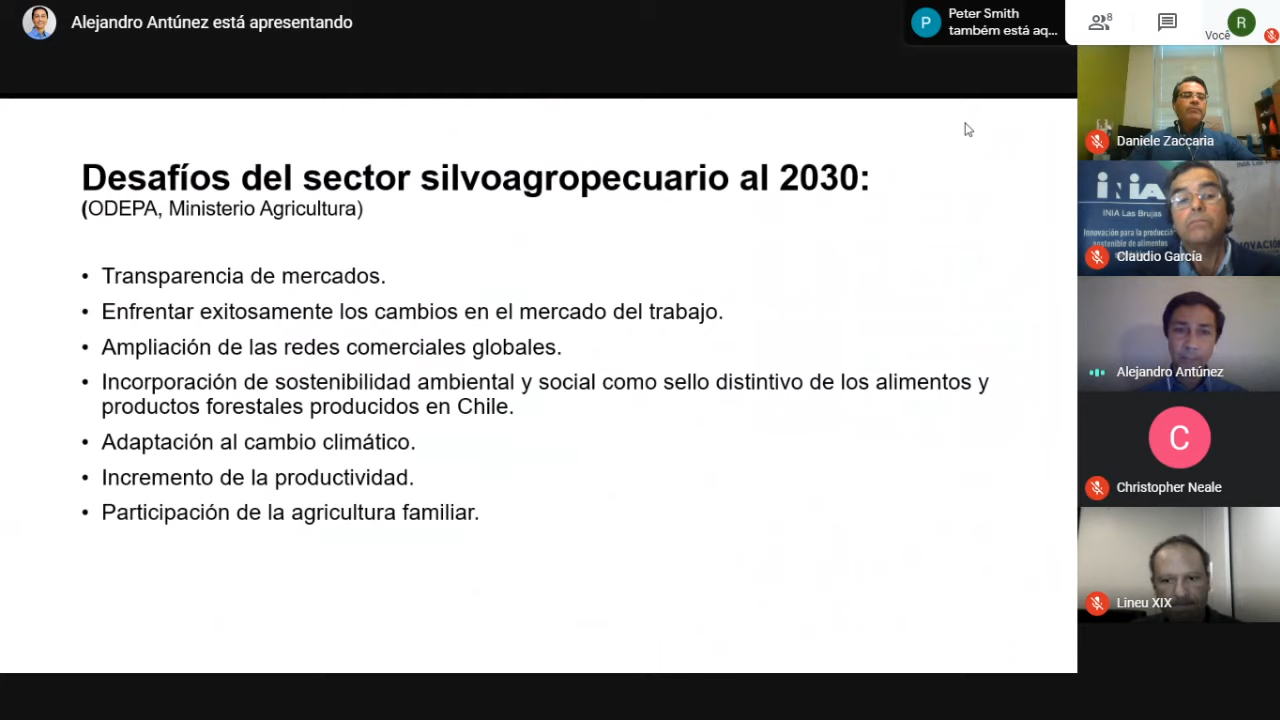 Alejandro Antúnez está apresentando
Peter Smith
também está aq...
P
8
Você
R
Desafíos del sector silvoagropecuario al 2030:
(ODEPA, Ministerio Agricultura)
• Transparencia de mercados.
• Enfrentar exitosamente los cambios en el mercado del trabajo.
• Ampliación de las redes comerciales globales.
• Incorporación de sostenibilidad ambiental y social como sello distintivo de los alimentos y
productos forestales producidos en Chile.
• Adaptación al cambio climático.
• Incremento de la productividad.
• Participación de la agricultura familiar.
Daniele Zaccaria
INIA
INIA Las Brujas
Innovación para la producción
sostenible de alimentos
Claudio García
Alejandro Antúnez
C
Christopher Neale
Lineu XIX